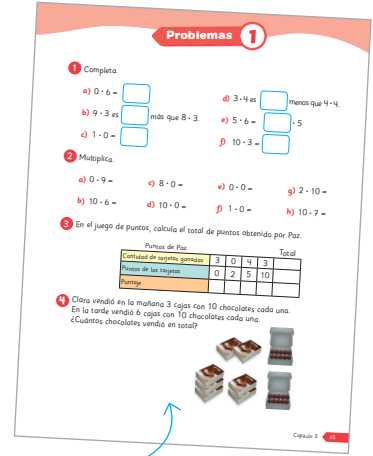 Problemas 1
1 Completa.
a) 0 · 6 =
b) 9 · 3 es más que 8 · 3.
c) 1 · 0 =
d) 3 · 4 es menos que 4 · 4.
e) 5 · 6 = · 5
f) 10 · 3 =
2 Multiplica.
a) 0 · 9 =
c) 8 · 0 =
e) 0 · 0 =
g) 2 · 10 =
b) 10 · 6 =
d) 10 · 0 =
f) 1 · 0 =
h) 10 · 7 =
3 En el juego de puntos, calcula el total de puntos obtenido por Paz.
Puntos de Paz
Total
Cantidad de tarjetas ganadas 3 0 4 3
Puntos de las tarjetas 0 2 5 10
Puntaje
4 Clara vendió en la mañana 3 cajas con 10 chocolates cada una.
En la tarde vendió 6 cajas con 10 chocolates cada una.
¿Cuántos chocolates vendió en total?
Capítulo 3 65